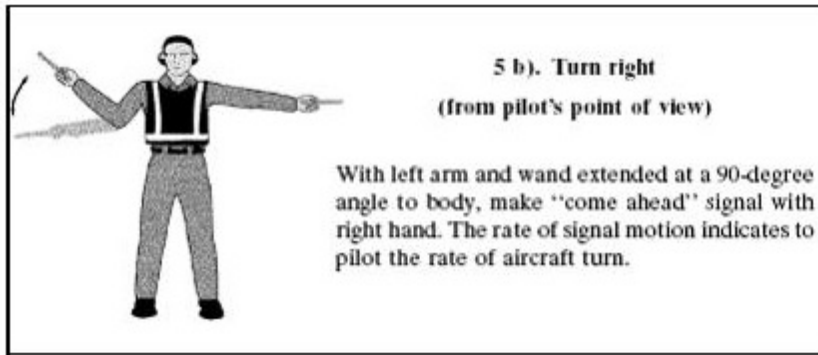 5 b). Turn right
(from pilot's point of view)
With left arm and wand extended at a 90-degree
angle to body, make “come ahead” signal with
right hand. The rate of signal motion indicates to
pilot the rate of aircraft turn.